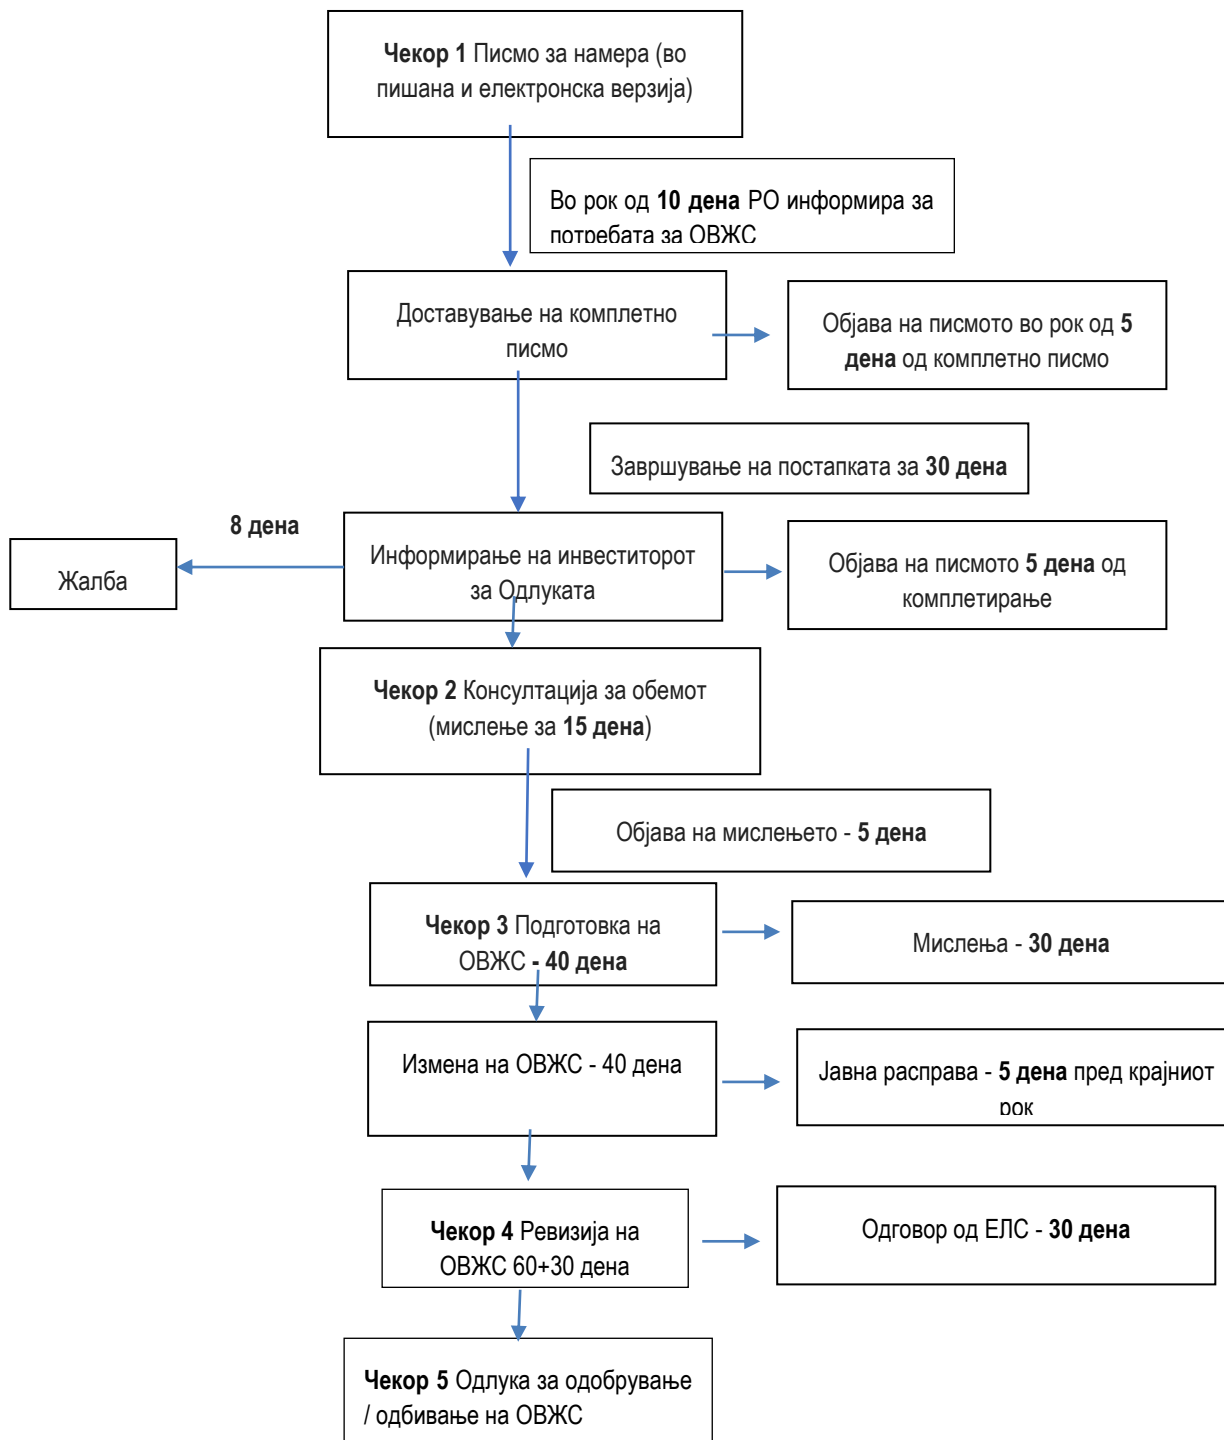 Чекор 1 Писмо за намера (во
пишана и електронска верзија)
Во рок од 10 дена РО информира за
потребата за ОВЖС
Доставување на комплетно
писмо
Објава на писмото во рок од 5
дена од комплетно писмо
Завршување на постапката за 30 дена
8 дена
Жалба
Информирање на инвеститорот
за Одлуката
Објава на писмото 5 дена од
комплетирање
Чекор 2 Консултација за обемот
(мислење за 15 дена)
Објава на мислењето - 5 дена
Чекор 3 Подготовка на
ОВЖС - 40 дена
Мислења - 30 дена
Измена на ОВЖС - 40 дена
Јавна расправа - 5 дена пред крајниот
рок
Чекор 4 Ревизија на
ОВЖС 60+30 дена
Одговор од ЕЛС - 30 дена
Чекор 5 Одлука за одобрување
/ одбивање на ОВЖС